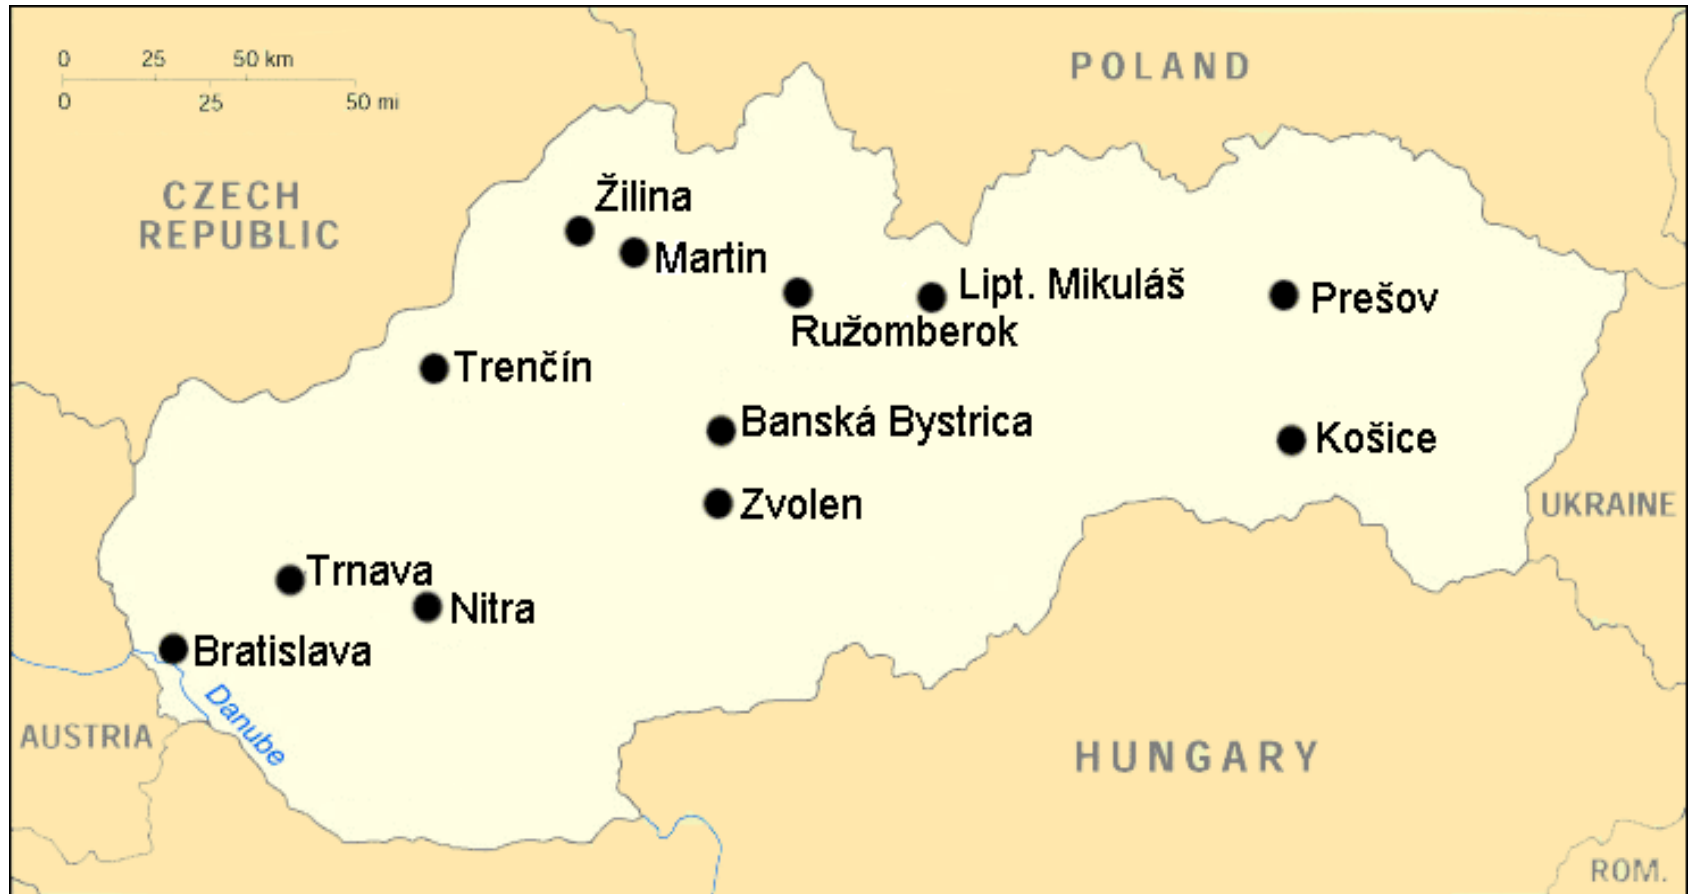 0 25 50 km
0 25 50 mi
POLAND
CZECH
REPUBLIC
Žilina
Martin
Lipt. Mikuláš
Prešov
Ružomberok
Trenčín
Banská Bystrica
Košice
Zvolen
UKRAINE
Trnava
Nitra
Bratislava
Danube
AUSTRIA
HUNGARY
ROM.